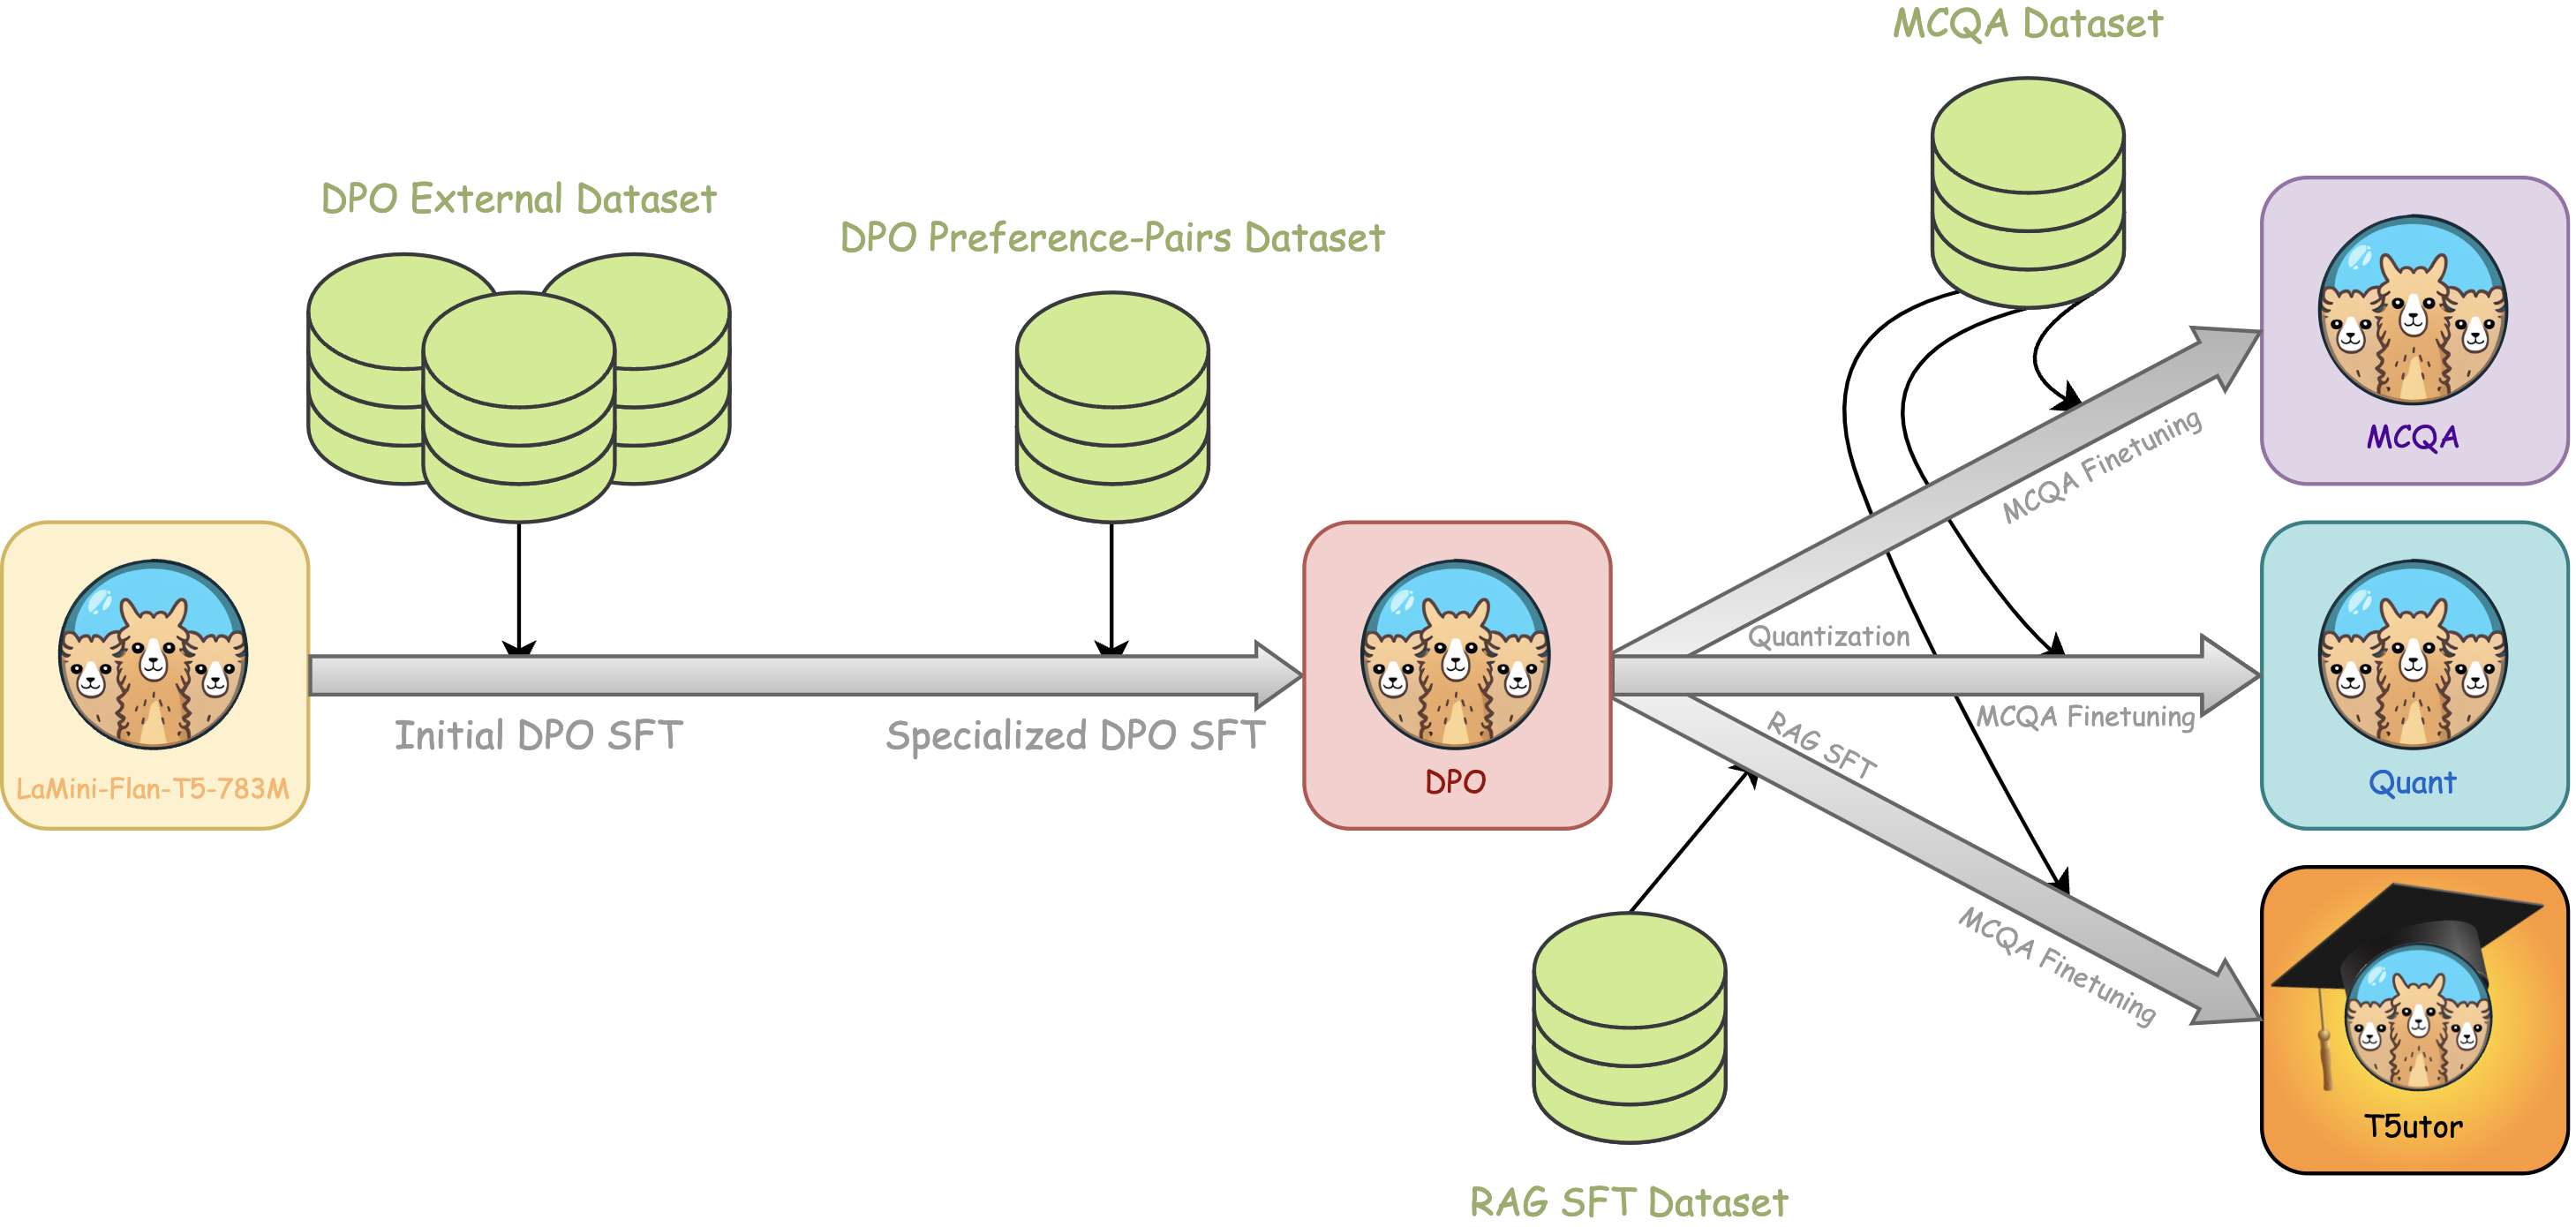 MCQA Dataset
DPO External Dataset
DPO Preference-Pairs Dataset
MCQA Finetuning
MCQA
Quantization
Initial DPO SFT
Specialized DPO SFT
RAG SFT
MCQA Finetuning
LaMini-Flan-T5-783M
DPO
Quant
MCQA Finetuning
T5utor
RAG SFT Dataset